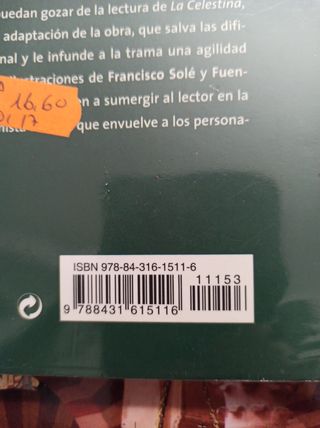 puedan gozar de la lectura de La Celestina,
adaptación de la obra, que salva las difi-
nal y le infunde a la trama una agilidad
ilustraciones de Francisco Solé y Fuen-
en a sumergir al lector en la
que envuelve a los persona-
16,60
ISBN 978-84-316-1511-6
11153
9 788431 615116